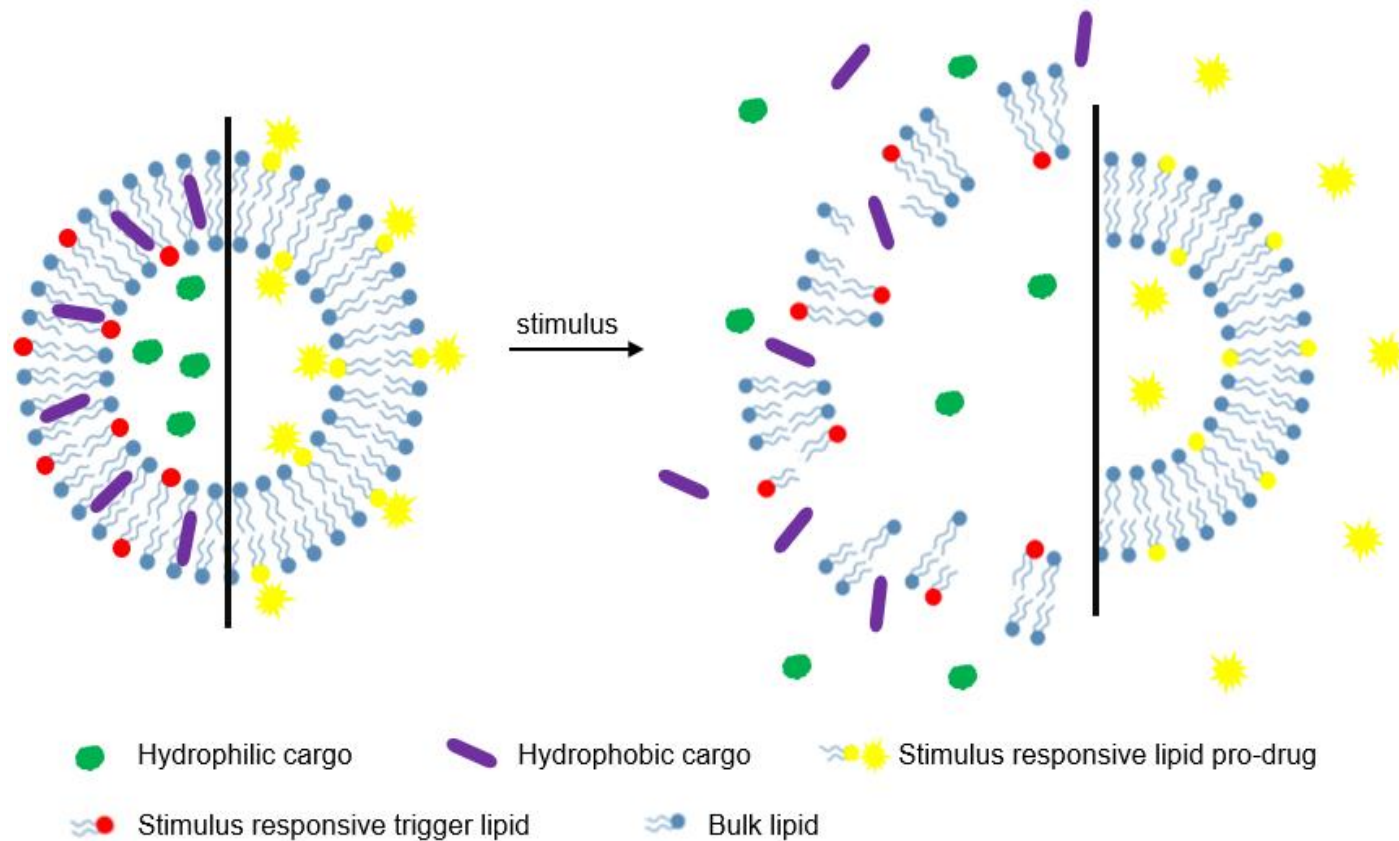 stimulus
Hydrophilic cargo
Hydrophobic cargo
Stimulus responsive lipid pro-drug
Stimulus responsive trigger lipid
Bulk lipid